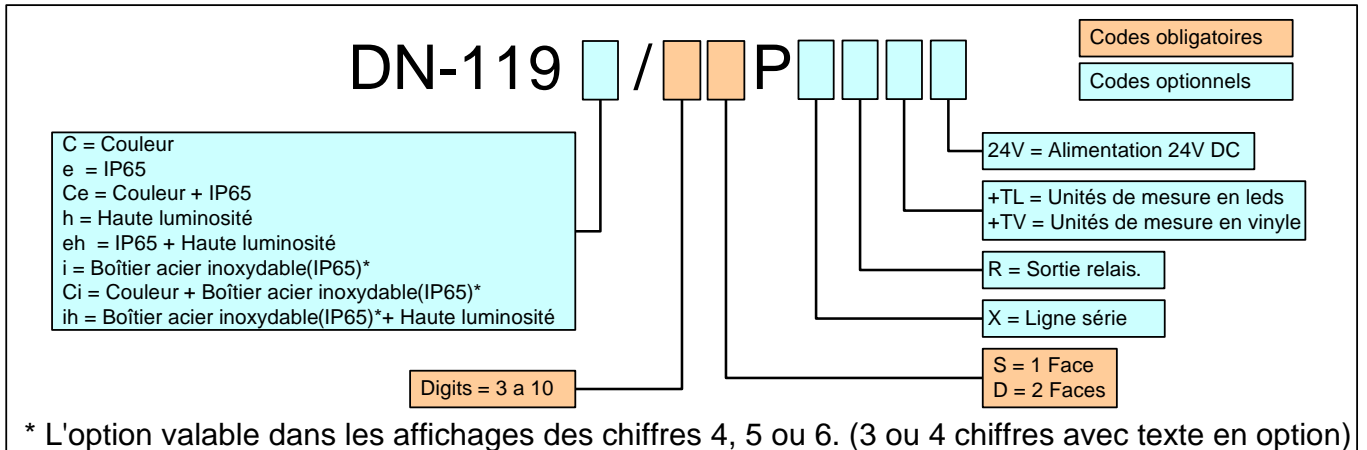 DN-119 / P
Codes obligatoires
Codes optionnels
C = Couleur
e = IP65
Ce = Couleur + IP65
h = Haute luminosité
eh = IP65 + Haute luminosité
i = Boîtier acier inoxydable(IP65)*
Ci = Couleur + Boîtier acier inoxydable(IP65)*
ih = Boîtier acier inoxydable(IP65)*+ Haute luminosité
24V = Alimentation 24V DC
+TL = Unités de mesure en leds
+TV = Unités de mesure en vinyle
R = Sortie relais.
X = Ligne série
S = 1 Face
D = 2 Faces
Digits = 3 a 10
* L'option valable dans les affichages des chiffres 4, 5 ou 6. (3 ou 4 chiffres avec texte en option)